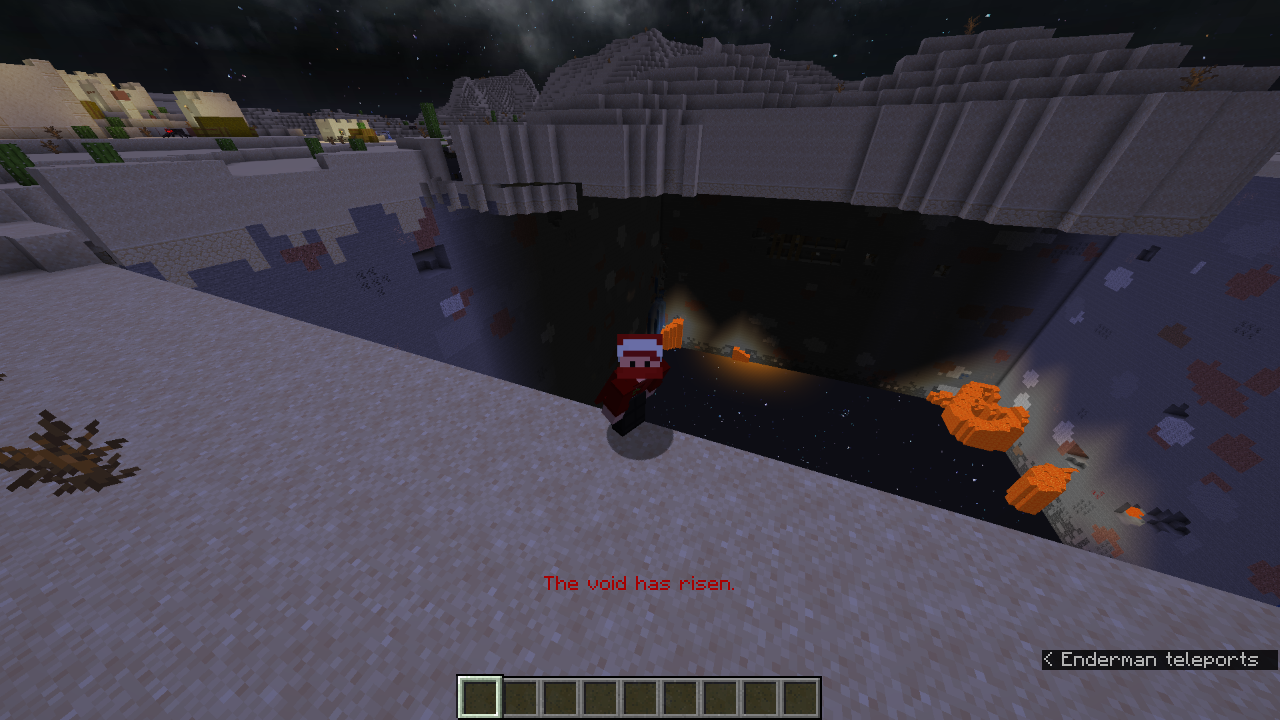 The void has risen.
< Enderman teleports